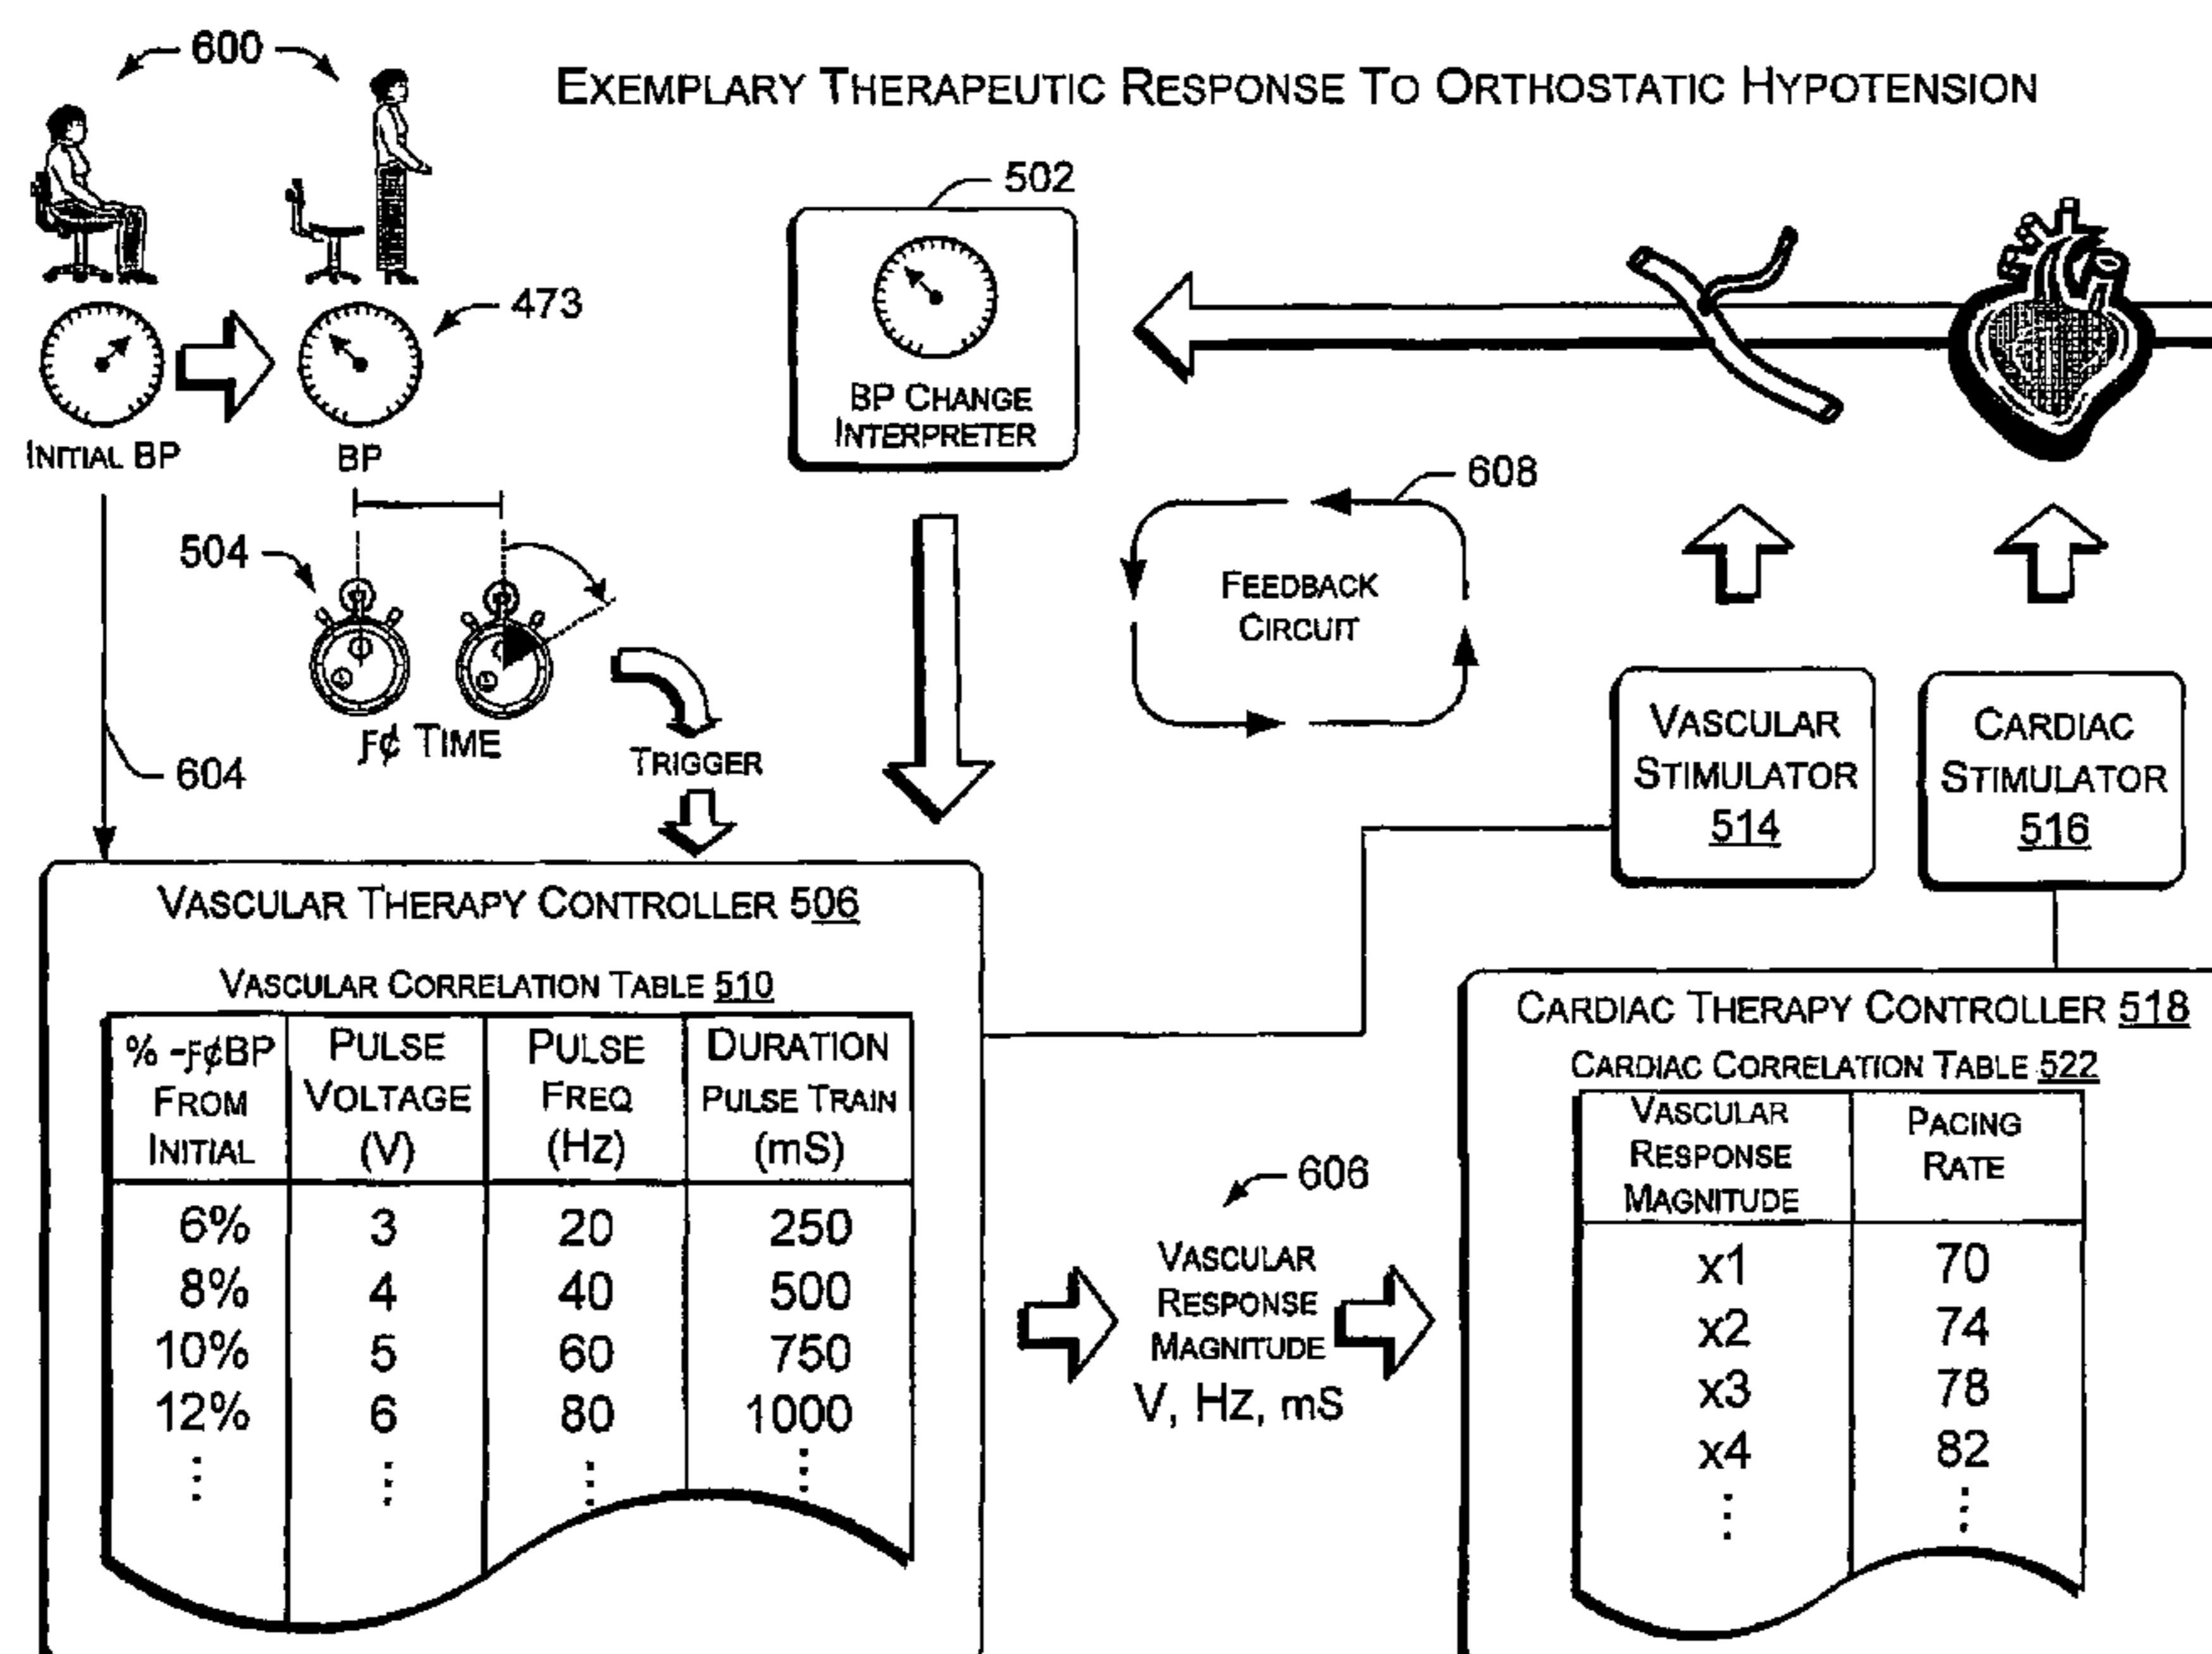 600
EXEMPLARY THERAPEUTIC RESPONSE TO ORTHOSTATIC HYPOTENSION
502
473
INITIAL BP
BP
BP CHANGE
INTERPRETER
608
504
FEEDBACK
CIRCUIT
Ƒ₵ TIME
TRIGGER
604
VASCULAR
STIMULATOR
514
CARDIAC
STIMULATOR
516
VASCULAR THERAPY CONTROLLER 506
VASCULAR CORRELATION TABLE 510
% -Ƒ₵BP
FROM
INITIAL
PULSE
VOLTAGE
(V)
PULSE
FREQ
(Hz)
DURATION
PULSE TRAIN
(mS)
6% 3 20 250
8% 4 40 500
10% 5 60 750
12% 6 80 1000
⋮ ⋮ ⋮ ⋮
606
VASCULAR
RESPONSE
MAGNITUDE
V, HZ, mS
CARDIAC THERAPY CONTROLLER 518
CARDIAC CORRELATION TABLE 522
VASCULAR
RESPONSE
MAGNITUDE
PACING
RATE
x1 70
x2 74
x3 78
x4 82
⋮ ⋮